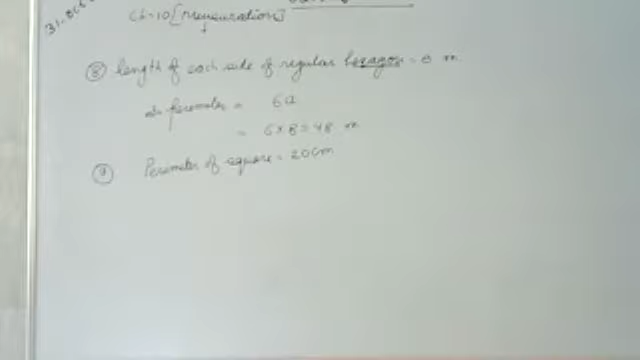 Ch-10 [Mensuration]
⑧ length of each side of regular hexagon = 8 m
∴ perimeter = 6a
= 6×8 = 48 m
⑨ Perimeter of square = 20cm